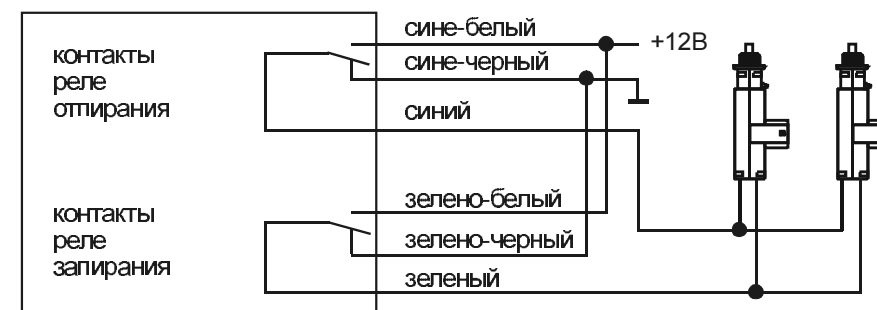 контакты
реле
отпирания
сине-белый
+12В
сине-черный
синий
контакты
реле
запирания
зелено-белый
зелено-черный
зеленый